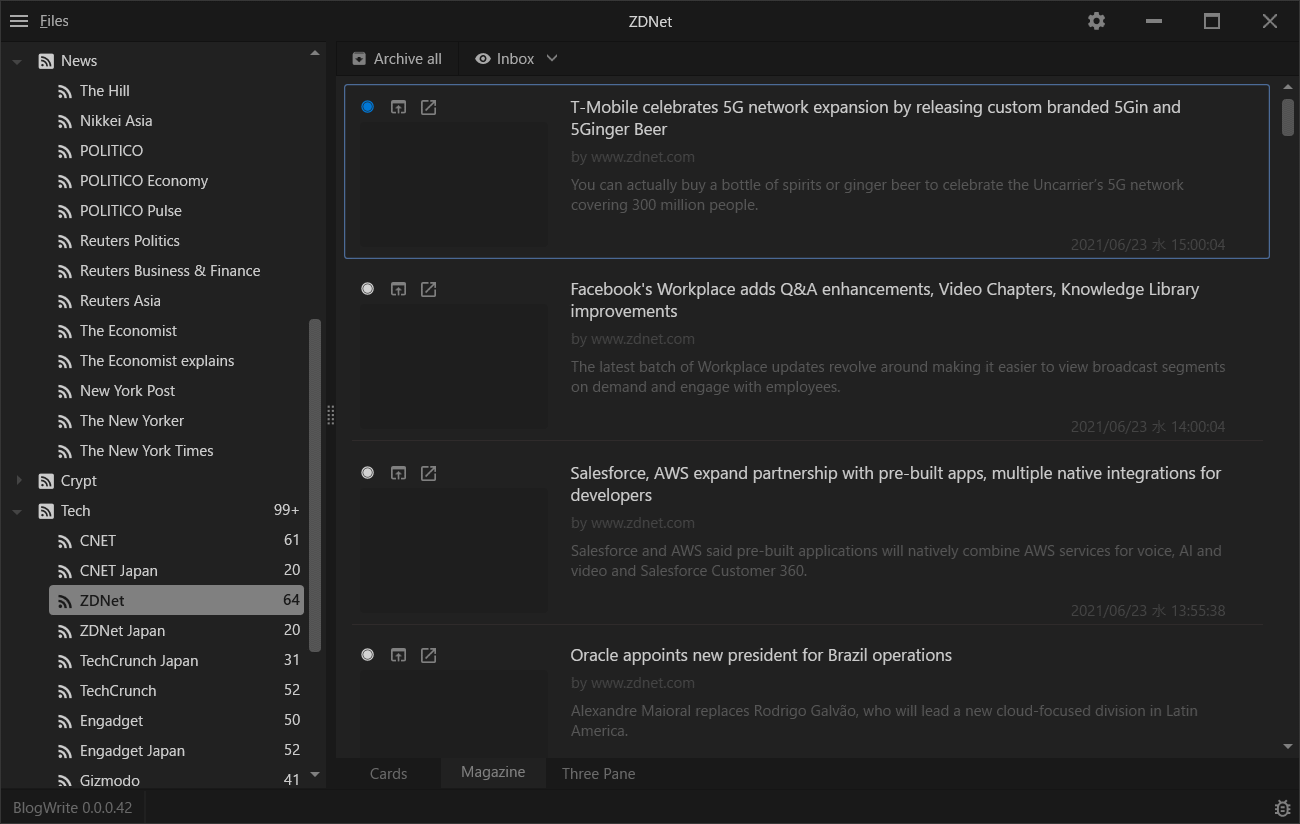 Files
ZDNet
News
The Hill
Nikkei Asia
POLITICO
POLITICO Economy
POLITICO Pulse
Reuters Politics
Reuters Business & Finance
Reuters Asia
The Economist
The Economist explains
New York Post
The New Yorker
The New York Times
Crypt
Tech 99+
CNET 61
CNET Japan 20
ZDNet 64
ZDNet Japan 20
TechCrunch Japan 31
TechCrunch 52
Engadget 50
Engadget Japan 52
Gizmodo 41
Archive all Inbox
T-Mobile celebrates 5G network expansion by releasing custom branded 5Gin and
5Ginger Beer
by www.zdnet.com
You can actually buy a bottle of spirits or ginger beer to celebrate the Uncarrier’s 5G network
covering 300 million people.
2021/06/23 水 15:00:04
Facebook's Workplace adds Q&A enhancements, Video Chapters, Knowledge Library
improvements
by www.zdnet.com
The latest batch of Workplace updates revolve around making it easier to view broadcast segments
on demand and engage with employees.
2021/06/23 水 14:00:04
Salesforce, AWS expand partnership with pre-built apps, multiple native integrations for
developers
by www.zdnet.com
Salesforce and AWS said pre-built applications will natively combine AWS services for voice, AI and
video and Salesforce Customer 360.
2021/06/23 水 13:55:38
Oracle appoints new president for Brazil operations
by www.zdnet.com
Alexandre Maioral replaces Rodrigo Galvão, who will lead a new cloud-focused division in Latin
America.
Cards Magazine Three Pane
BlogWrite 0.0.0.42